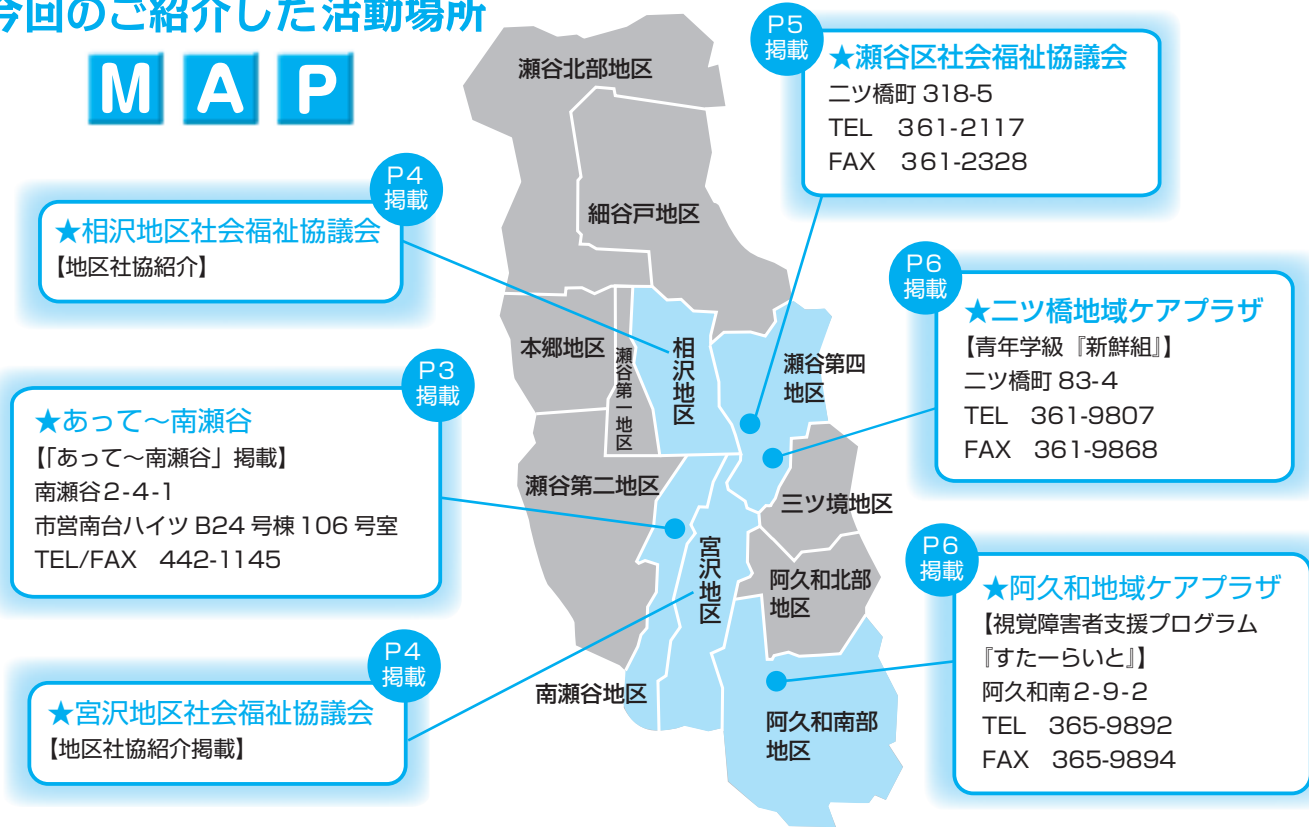 今回のご紹介した活動場所
MAP
P5
掲載
★瀬谷区社会福祉協議会
二ツ橋町 318-5
TEL 361-2117
FAX 361-2328
P4
掲載
★相沢地区社会福祉協議会
【地区社協紹介】
P6
掲載
★二ツ橋地域ケアプラザ
【青年学級『新鮮組』】
二ツ橋町 83-4
TEL 361-9807
FAX 361-9868
P3
掲載
★あって～南瀬谷
【「あって～南瀬谷」掲載】
南瀬谷2-4-1
市営南台ハイツ B24 号棟 106 号室
TEL/FAX 442-1145
P6
掲載
★阿久和地域ケアプラザ
【視覚障害者支援プログラム
『すたーらいと』】
阿久和南2-9-2
TEL 365-9892
FAX 365-9894
P4
掲載
★宮沢地区社会福祉協議会
【地区社協紹介掲載】
瀬谷北部地区
細谷戸地区
本郷地区
瀬谷第一地区
相沢地区
瀬谷第四
地区
瀬谷第二地区
三ツ境地区
宮沢地区
阿久和北部
地区
南瀬谷地区
阿久和南部
地区